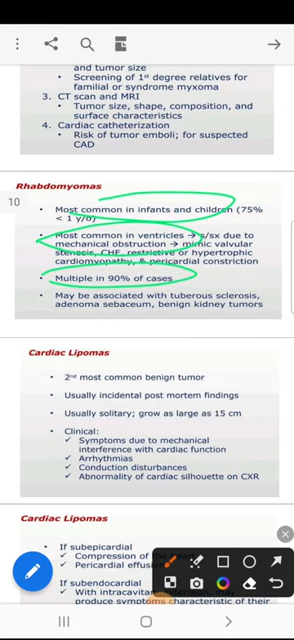 and tumor size
• Screening of 1st degree relatives for
familial or syndrome myxoma
3. CT scan and MRI
• Tumor size, shape, composition, and
surface characteristics
4. Cardiac catheterization
• Risk of tumor emboli; for suspected
CAD
Rhabdomyomas
10
• Most common in infants and children (75%
< 1 y/o)
• Most common in ventricles → s/sx due to
mechanical obstruction → mimic valvular
stenosis, CHF, restrictive or hypertrophic
cardiomyopathy, & pericardial constriction
• Multiple in 90% of cases
• May be associated with tuberous sclerosis,
adenoma sebaceum, benign kidney tumors
Cardiac Lipomas
• 2nd most common benign tumor
• Usually incidental post mortem findings
• Usually solitary; grow as large as 15 cm
• Clinical:
✓ Symptoms due to mechanical
interference with cardiac function
✓ Arrhythmias
✓ Conduction disturbances
✓ Abnormality of cardiac silhouette on CXR
Cardiac Lipomas
• If subepicardial
✓ Compression of the
✓ Pericardial effusion
If subendocardial
✓ With intracavitary
produce symptoms characteristic of their